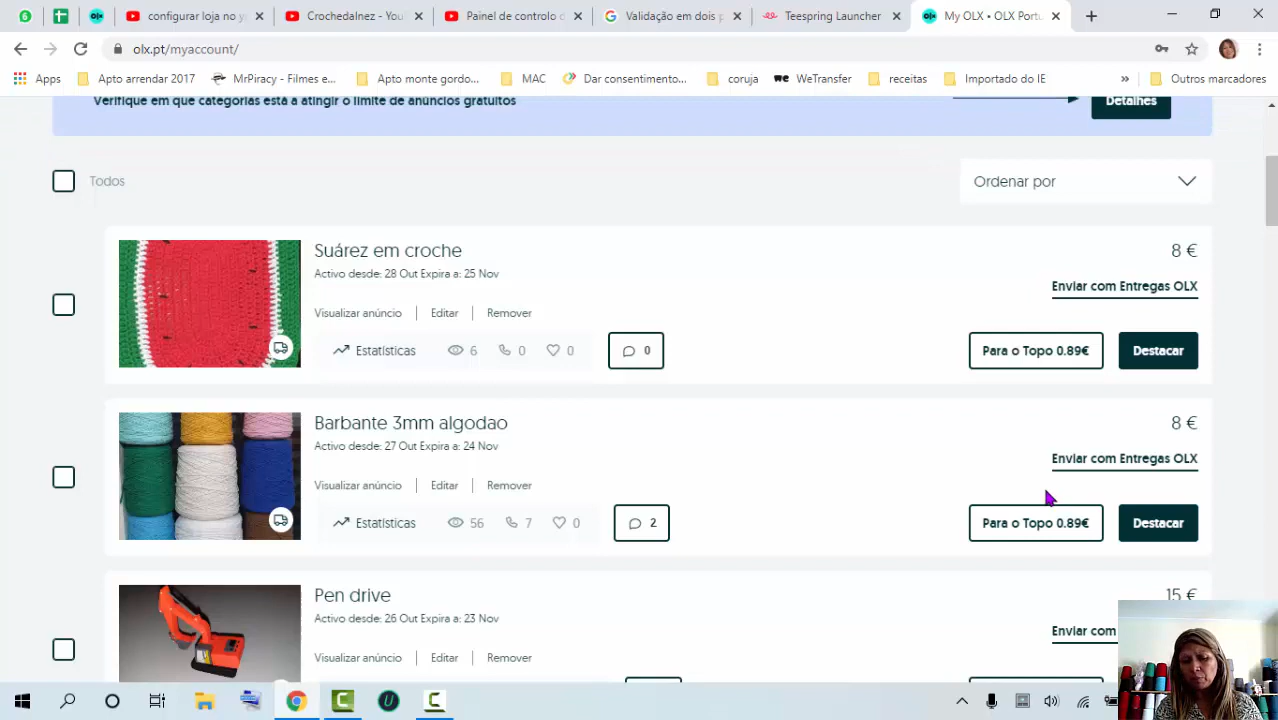 configurar loja no y
CrochedaInez - You
Painel de controlo d
Validação em dois p
Teespring Launcher
My OLX • OLX Port
olx.pt/myaccount/
Apps
Apto arrendar 2017
MrPiracy - Filmes e...
Apto monte gordo...
MAC
Dar consentimento...
coruja
WeTransfer
receitas
Importado do IE
»
Outros marcadores
Verifique em que categorias está a atingir o limite de anúncios gratuitos
Detalhes
Todos
Ordenar por
Suárez em croche
8 €
Activo desde: 28 Out Expira a: 25 Nov
Enviar com Entregas OLX
Visualizar anúncio | Editar | Remover
Estatísticas 6 0 0 0
Para o Topo 0.89€
Destacar
Barbante 3mm algodao
8 €
Activo desde: 27 Out Expira a: 24 Nov
Enviar com Entregas OLX
Visualizar anúncio | Editar | Remover
Estatísticas 56 7 0 2
Para o Topo 0.89€
Destacar
Pen drive
15 €
Activo desde: 26 Out Expira a: 23 Nov
Enviar com
Visualizar anúncio | Editar | Remover